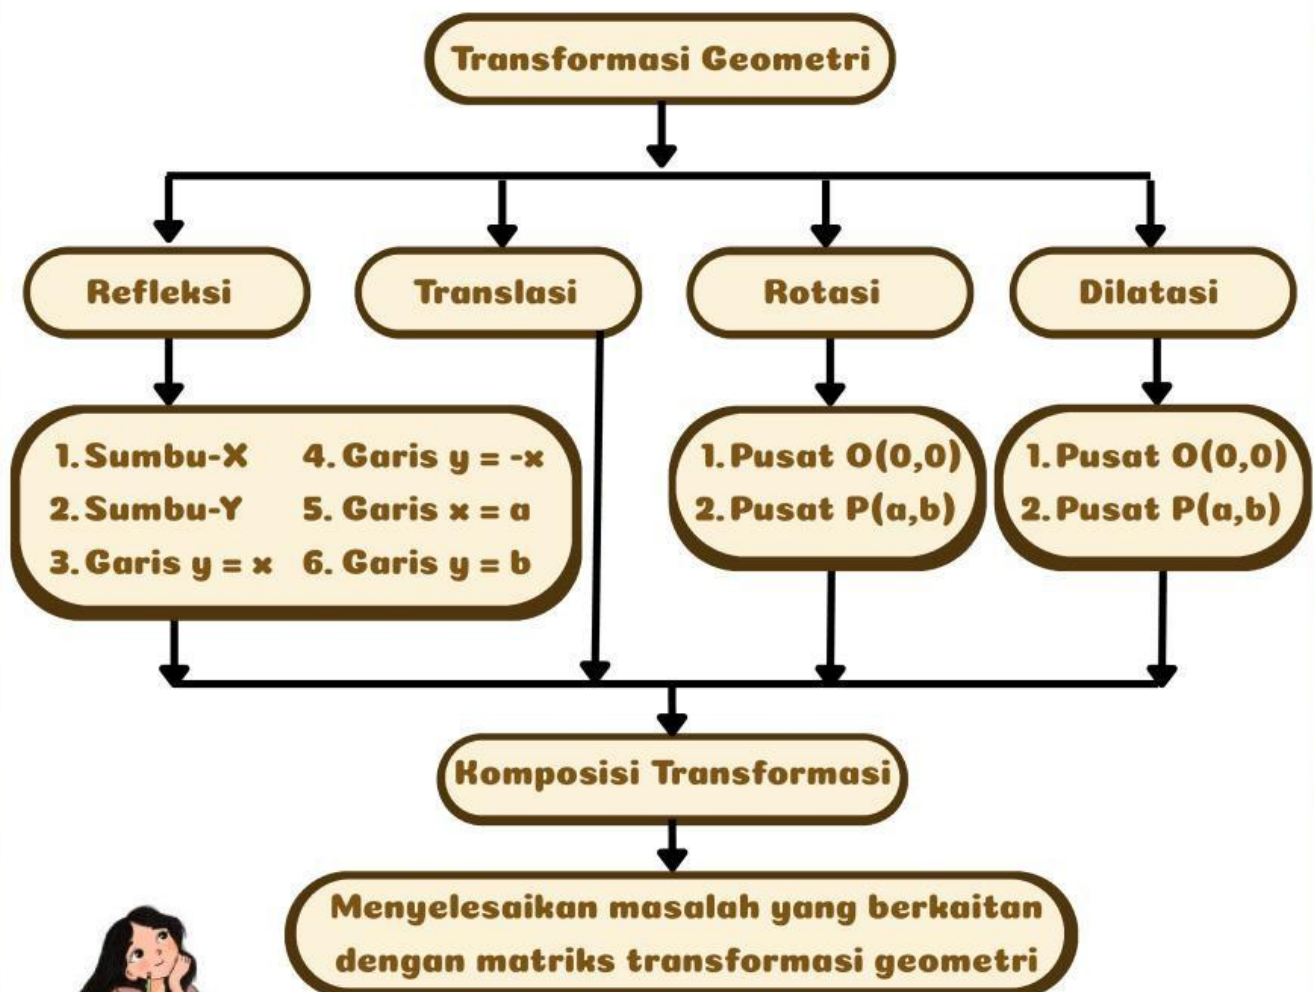 Transformasi Geometri
Refleksi
Translasi
Rotasi
Dilatasi
1. Sumbu-X
2. Sumbu-Y
3. Garis y = x
4. Garis y = -x
5. Garis x = a
6. Garis y = b
1. Pusat O(0,0)
2. Pusat P(a,b)
1. Pusat O(0,0)
2. Pusat P(a,b)
Komposisi Transformasi
Menyelesaikan masalah yang berkaitan
dengan matriks transformasi geometri